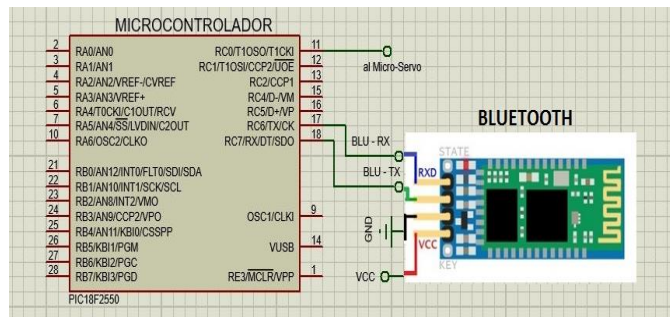 MICROCONTROLADOR
2 RA0/AN0
3 RA1/AN1
4 RA2/AN2/VREF-/CVREF
5 RA3/AN3/VREF+
6 RA4/T0CKI/C1OUT/RCV
7 RA5/AN4/SS/LVDIN/C2OUT
10 RA6/OSC2/CLKO
21 RB0/AN12/INT0/FLT0/SDI/SDA
22 RB1/AN10/INT1/SCK/SCL
23 RB2/AN8/INT2/VMO
24 RB3/AN9/CCP2/VPO
25 RB4/AN11/KBI0/CSSPP
26 RB5/KBI1/PGM
27 RB6/KBI2/PGC
28 RB7/KBI3/PGD
RC0/T1OSO/T1CKI 11
RC1/T1OSI/CCP2/UOE 12
RC2/CCP1 13
RC4/D-/VM 15
RC5/D+/VP 16
RC6/TX/CK 17
RC7/RX/DT/SDO 18
OSC1/CLKI 9
VUSB 14
RE3/MCLR/VPP 1
PIC18F2550
al Micro-Servo
BLUETOOTH
BLU - RX
BLU - TX
GND
VCC
STATE
RXD
VCC
KEY